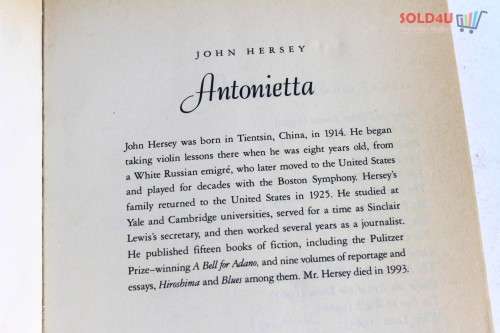 SOLD4U
JOHN HERSEY
Antonietta
John Hersey was born in Tientsin, China, in 1914. He began
taking violin lessons there when he was eight years old, from
a White Russian emigré, who later moved to the United States
and played for decades with the Boston Symphony. Hersey's
family returned to the United States in 1925. He studied at
Yale and Cambridge universities, served for a time as Sinclair
Lewis's secretary, and then worked several years as a journalist.
He published fifteen books of fiction, including the Pulitzer
Prize–winning A Bell for Adano, and nine volumes of reportage and
essays, Hiroshima and Blues among them. Mr. Hersey died in 1993.